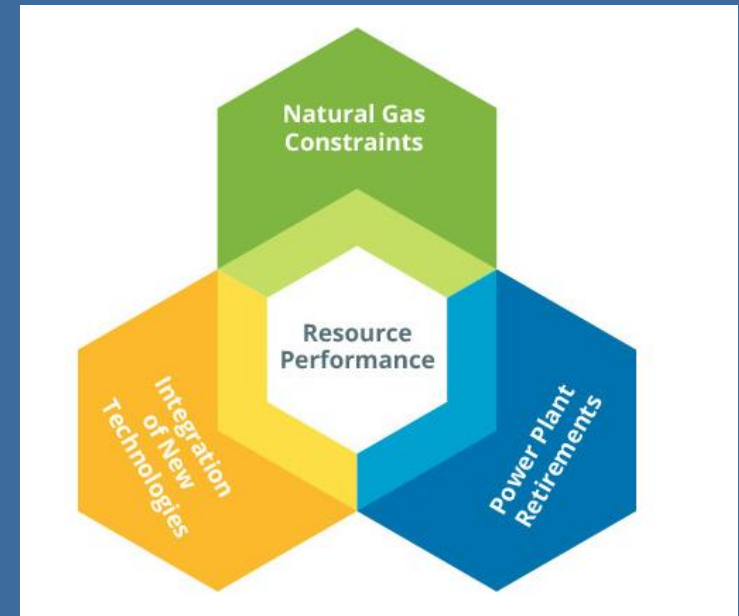 Natural Gas
Constraints
Resource
Performance
Integration
of New
Technologies
Power Plant
Retirements